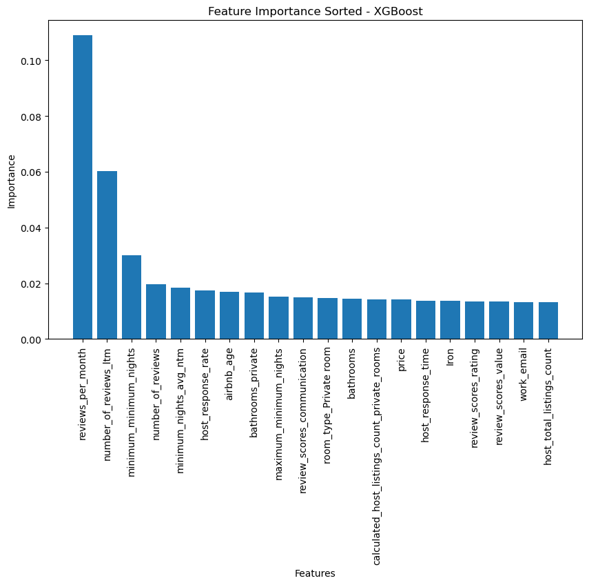 Feature Importance Sorted - XGBoost
Importance
0.10
0.08
0.06
0.04
0.02
0.00
reviews_per_month
number_of_reviews_ltm
minimum_minimum_nights
number_of_reviews
minimum_nights_avg_ntm
host_response_rate
airbnb_age
bathrooms_private
maximum_minimum_nights
review_scores_communication
room_type_Private room
bathrooms
calculated_host_listings_count_private_rooms
price
host_response_time
Iron
review_scores_rating
review_scores_value
work_email
host_total_listings_count
Features